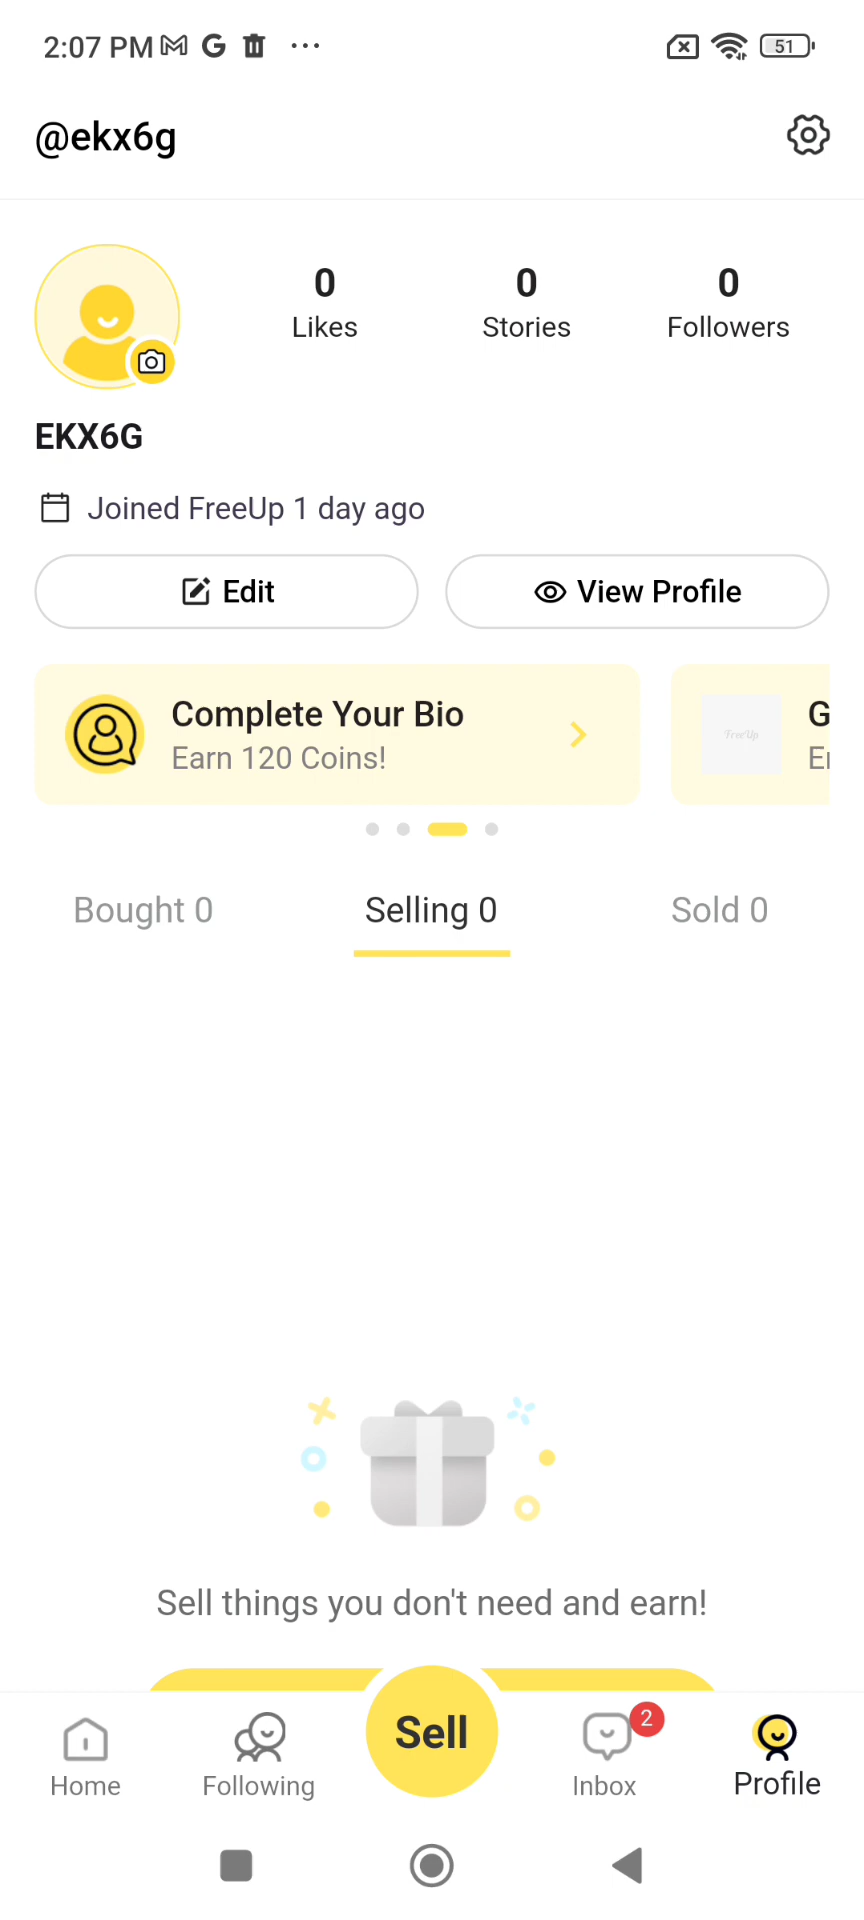 2:07 PM
51
@ekx6g
0 0 0
Likes Stories Followers
EKX6G
Joined FreeUp 1 day ago
Edit View Profile
Complete Your Bio G
Earn 120 Coins!
FreeUp
Bought 0 Selling 0 Sold 0
Sell things you don't need and earn!
Sell
2
Home Following Inbox Profile